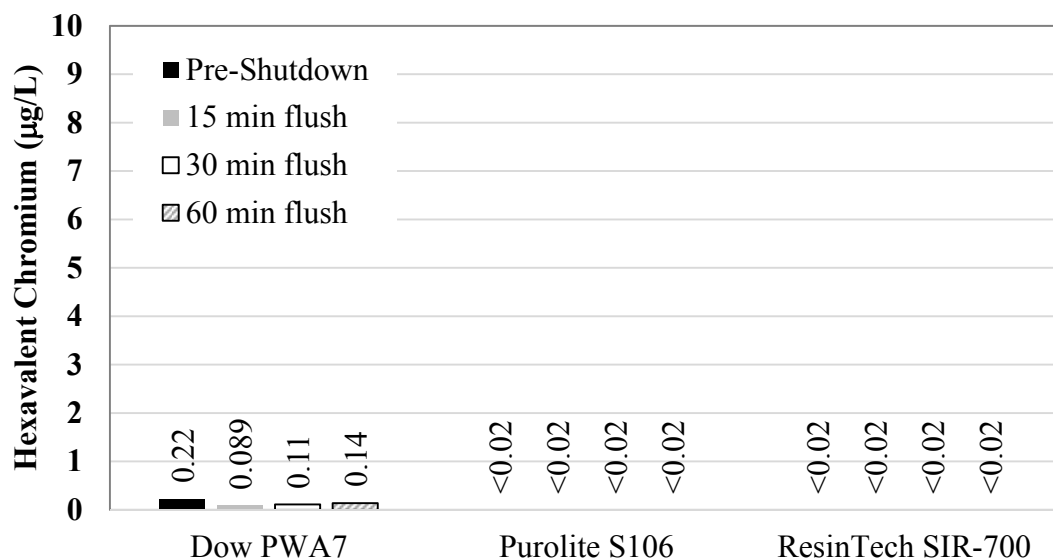 Hexavalent Chromium (µg/L)
10
9
8
7
6
5
4
3
2
1
0
Pre-Shutdown
15 min flush
30 min flush
60 min flush
0.22
0.089
0.11
0.14
<0.02
<0.02
<0.02
<0.02
<0.02
<0.02
<0.02
<0.02
Dow PWA7
Purolite S106
ResinTech SIR-700